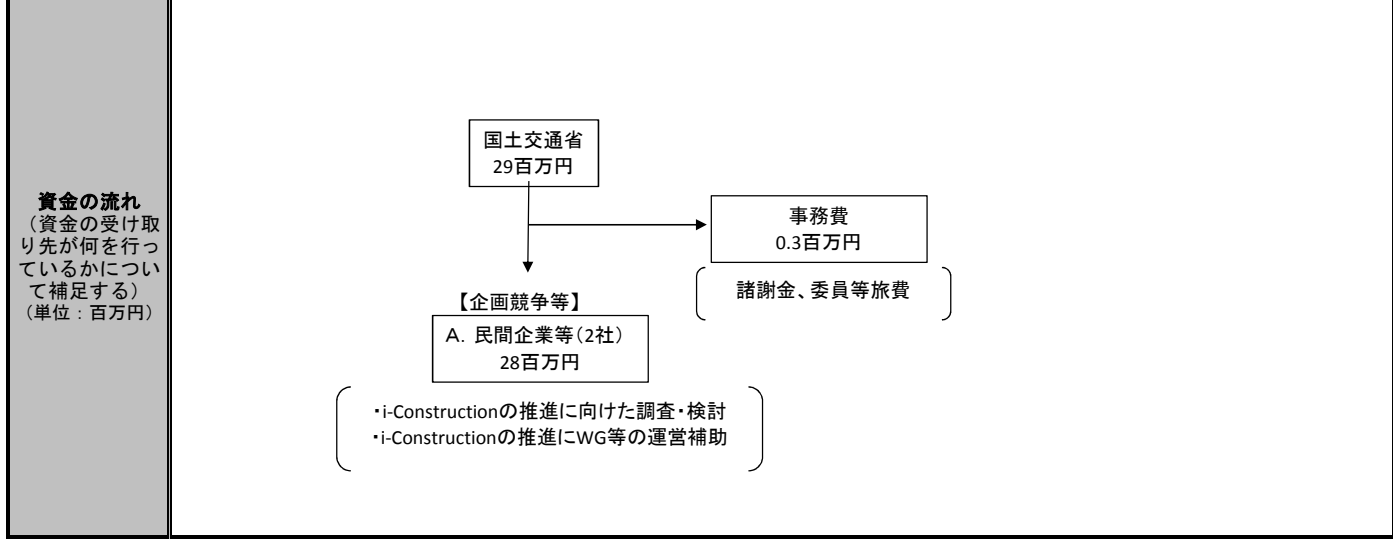 資金の流れ
（資金の受け取
り先が何を行っ
ているかについ
て補足する）
（単位：百万円）
国土交通省
29百万円
事務費
0.3百万円
諸謝金、委員等旅費
【企画競争等】
A. 民間企業等（2社）
28百万円
・i-Constructionの推進に向けた調査・検討
・i-Constructionの推進にWG等の運営補助